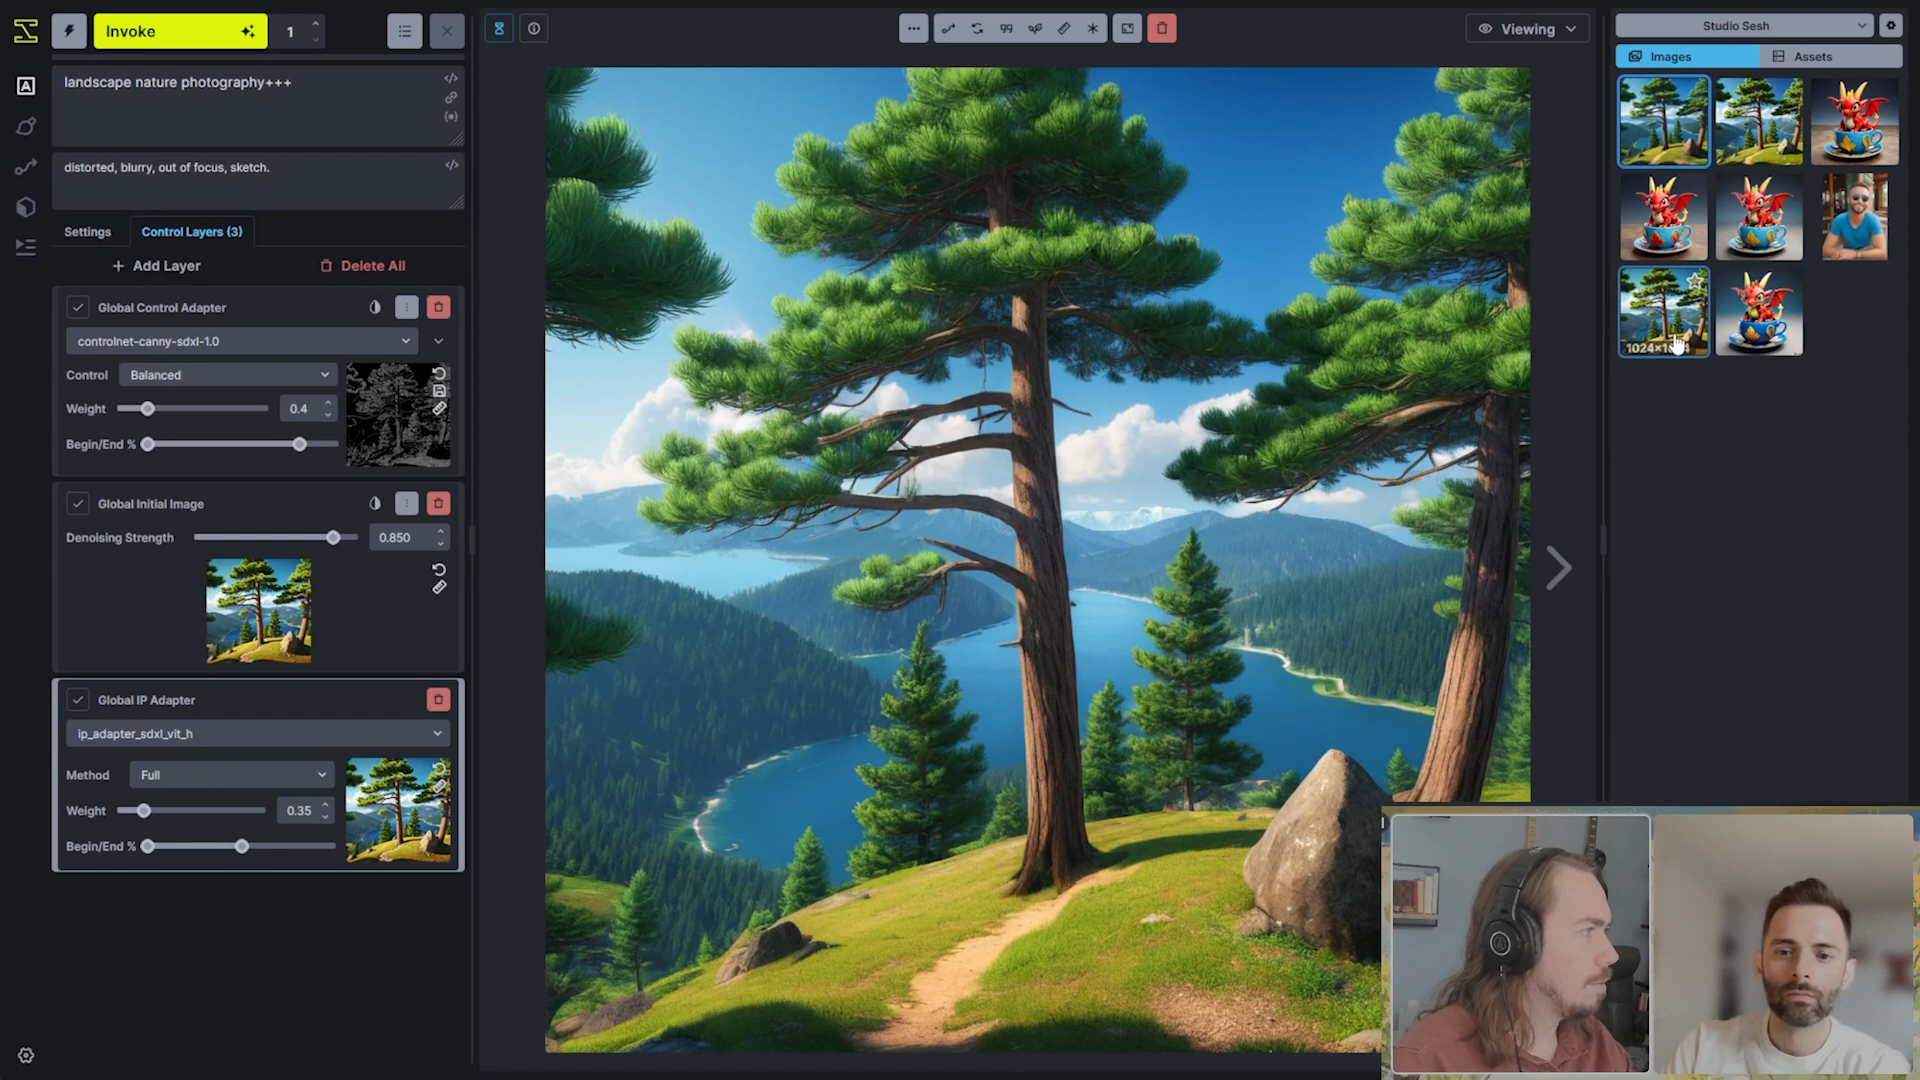 Invoke
1
Viewing
Studio Sesh
Images
Assets
landscape nature photography+++
distorted, blurry, out of focus, sketch.
Settings
Control Layers (3)
+ Add Layer
Delete All
Global Control Adapter
controlnet-canny-sdxl-1.0
Control
Balanced
Weight
0.4
Begin/End %
Global Initial Image
Denoising Strength
0.850
Global IP Adapter
ip_adapter_sdxl_vit_h
Method
Full
Weight
0.35
Begin/End %